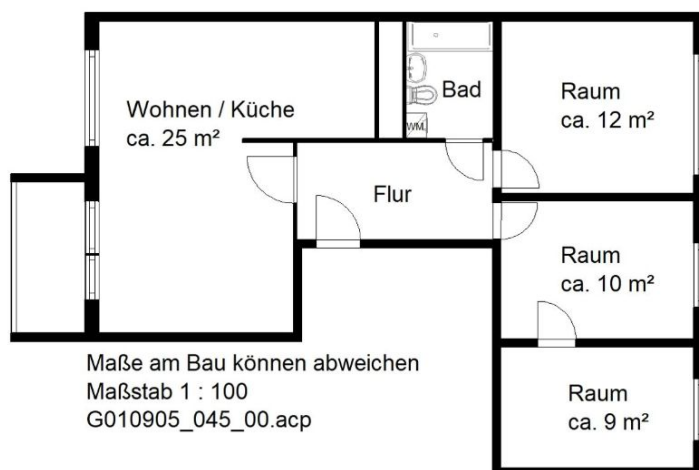 Wohnen / Küche
ca. 25 m²
Bad
WM.
Raum
ca. 12 m²
Flur
Raum
ca. 10 m²
Raum
ca. 9 m²
Maße am Bau können abweichen
Maßstab 1 : 100
G010905_045_00.acp